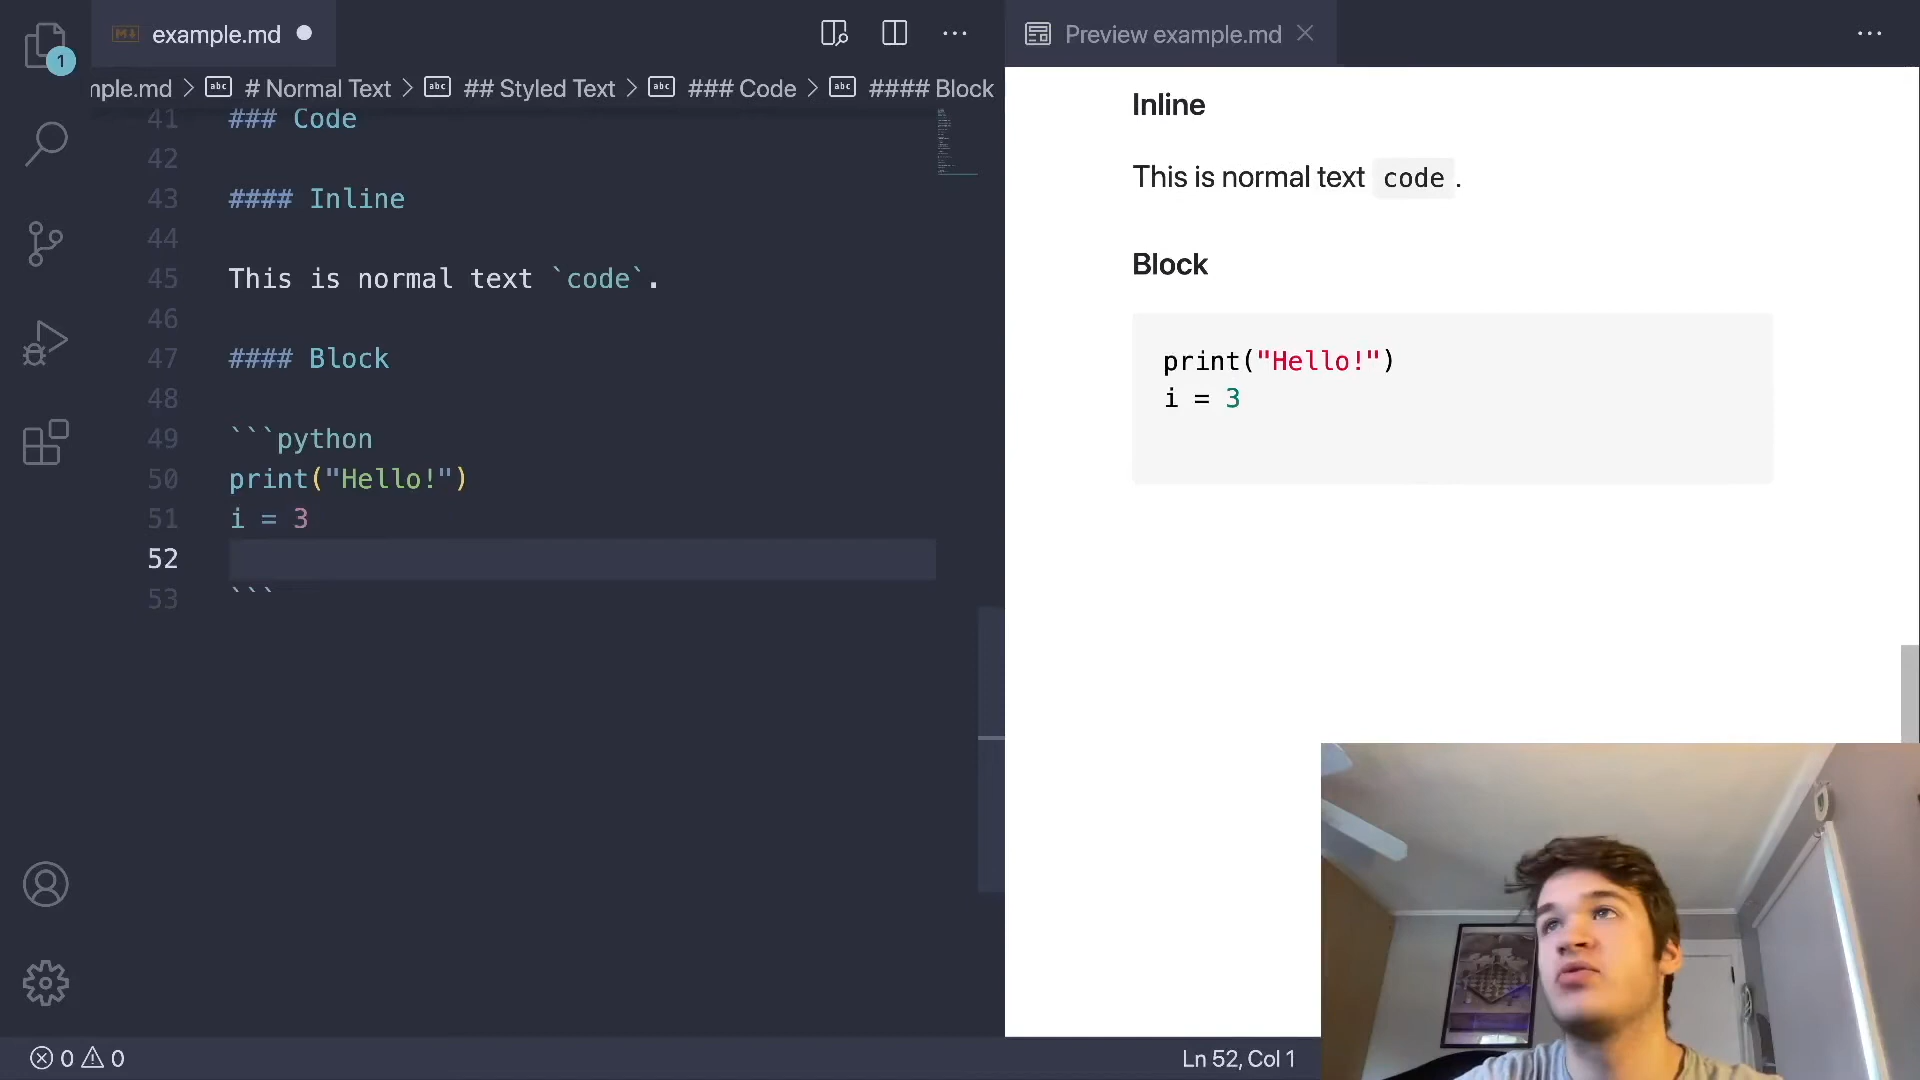 example.md
Preview example.md
1
mple.md > # Normal Text > ## Styled Text > ### Code > #### Block
41 ### Code
42
43 #### Inline
44
45 This is normal text `code`.
46
47 #### Block
48
49 ```python
50 print("Hello!")
51 i = 3
52
53 ```
Inline
This is normal text code .
Block
print("Hello!")
i = 3
0 0
Ln 52, Col 1